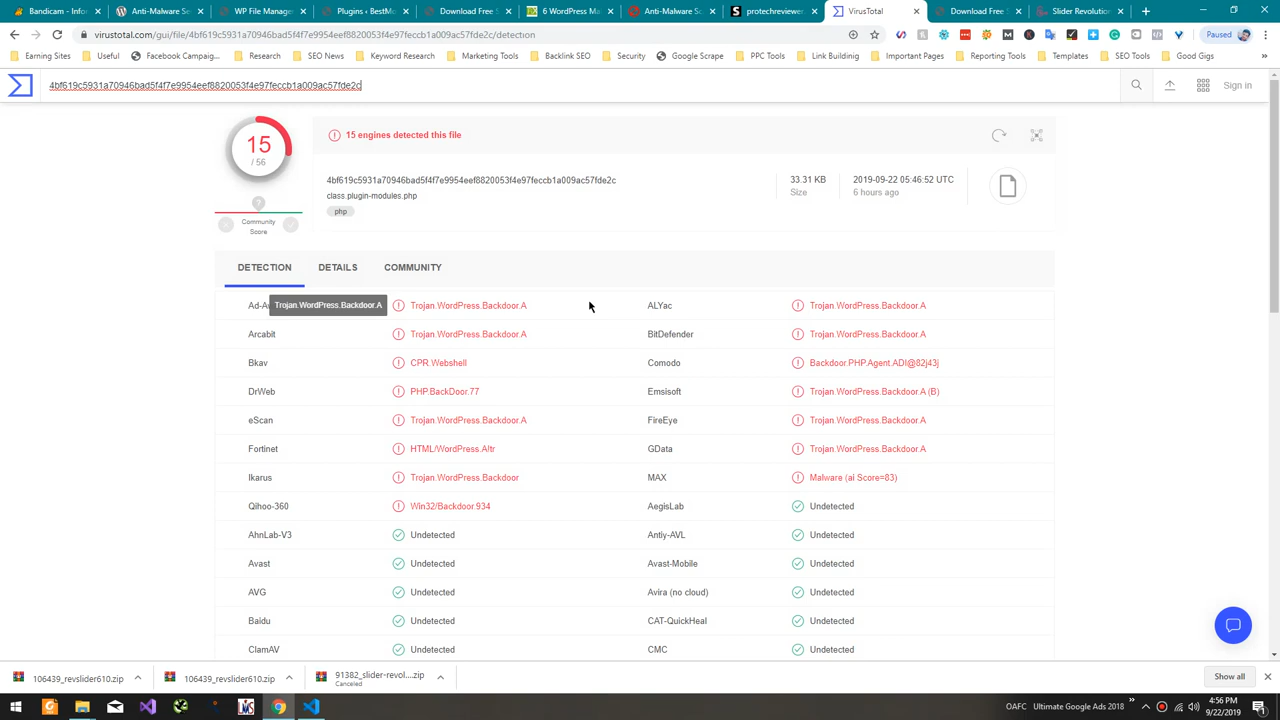 Bandicam - Unti
Anti-Malware Se
WP File Manage
Plugins ‹ BestMo
Download Free S
6 WordPress Ma
Anti-Malware Sc
protechreviewer
VirusTotal
Download Free S
Slider Revolution
virustotal.com/gui/file/4bf619c5931a70946bad5f4f7e9954eef8820053f4e97feccb1a009ac57fde2c/detection
Paused
Earning Sites
Useful
Facebook Campaig...
Research
SEO News
Keyword Research
Marketing Tools
Backlink SEO
Security
Google Scrape
PPC Tools
Link Buildinig
Important Pages
Reporting Tools
Templates
SEO Tools
Good Gigs
»
4bf619c5931a70946bad5f4f7e9954eef8820053f4e97feccb1a009ac57fde2c
Sign in
15
/ 56
15 engines detected this file
4bf619c5931a70946bad5f4f7e9954eef8820053f4e97feccb1a009ac57fde2c
class.plugin-modules.php
php
33.31 KB
Size
2019-09-22 05:46:52 UTC
6 hours ago
?
Community
Score
DETECTION DETAILS COMMUNITY
Ad-A Trojan.WordPress.Backdoor.A Trojan.WordPress.Backdoor.A ALYac Trojan.WordPress.Backdoor.A
Arcabit Trojan.WordPress.Backdoor.A BitDefender Trojan.WordPress.Backdoor.A
Bkav CPR.Webshell Comodo Backdoor.PHP.Agent.ADI@82j43j
DrWeb PHP.BackDoor.77 Emsisoft Trojan.WordPress.Backdoor.A (B)
eScan Trojan.WordPress.Backdoor.A FireEye Trojan.WordPress.Backdoor.A
Fortinet HTML/WordPress.A!tr GData Trojan.WordPress.Backdoor.A
Ikarus Trojan.WordPress.Backdoor MAX Malware (ai Score=83)
Qihoo-360 Win32/Backdoor.934 AegisLab Undetected
AhnLab-V3 Undetected Antiy-AVL Undetected
Avast Undetected Avast-Mobile Undetected
AVG Undetected Avira (no cloud) Undetected
Baidu Undetected CAT-QuickHeal Undetected
ClamAV Undetected CMC Undetected
106439_revslider610.zip
106439_revslider610.zip
91382_slider-revol....zip
Canceled
Show all
OAFC Ultimate Google Ads 2018 »
4:56 PM
9/22/2019
1